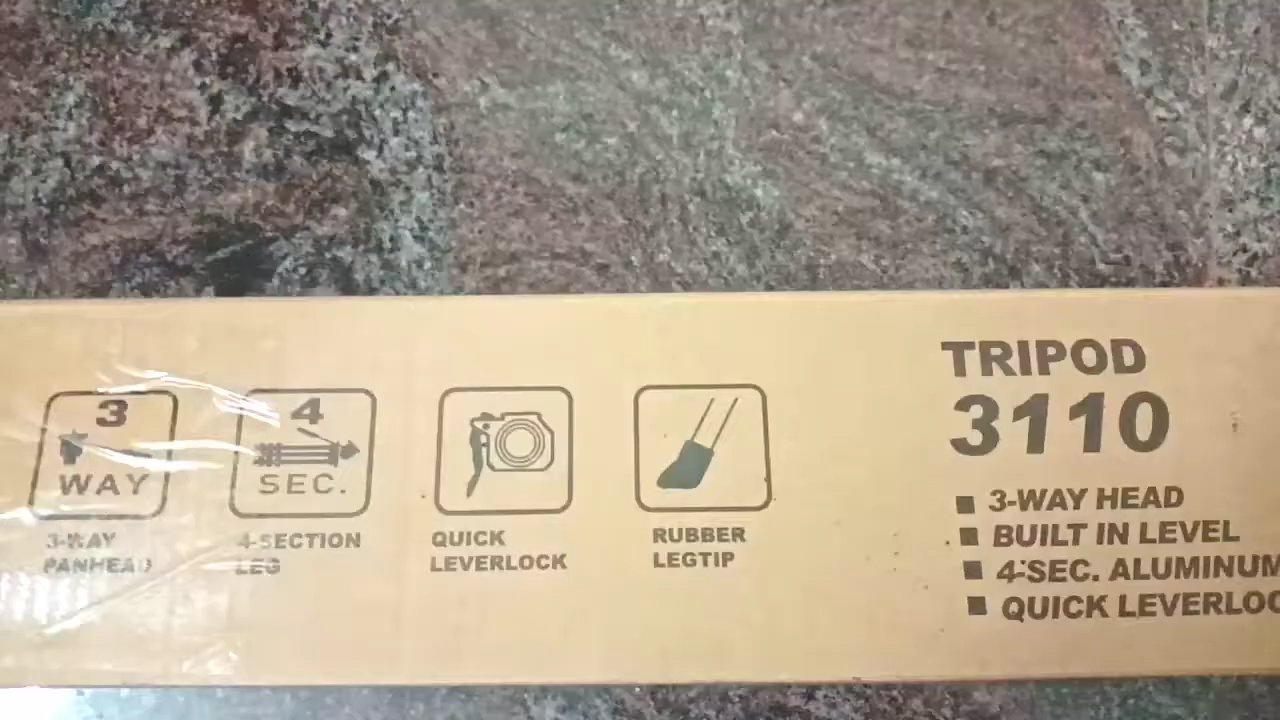 3
WAY
3-WAY
PANHEAD
4
SEC.
4-SECTION
LEG
QUICK
LEVERLOCK
RUBBER
LEGTIP
TRIPOD
3110
3-WAY HEAD
BUILT IN LEVEL
4-SEC. ALUMINUM
QUICK LEVERLOC